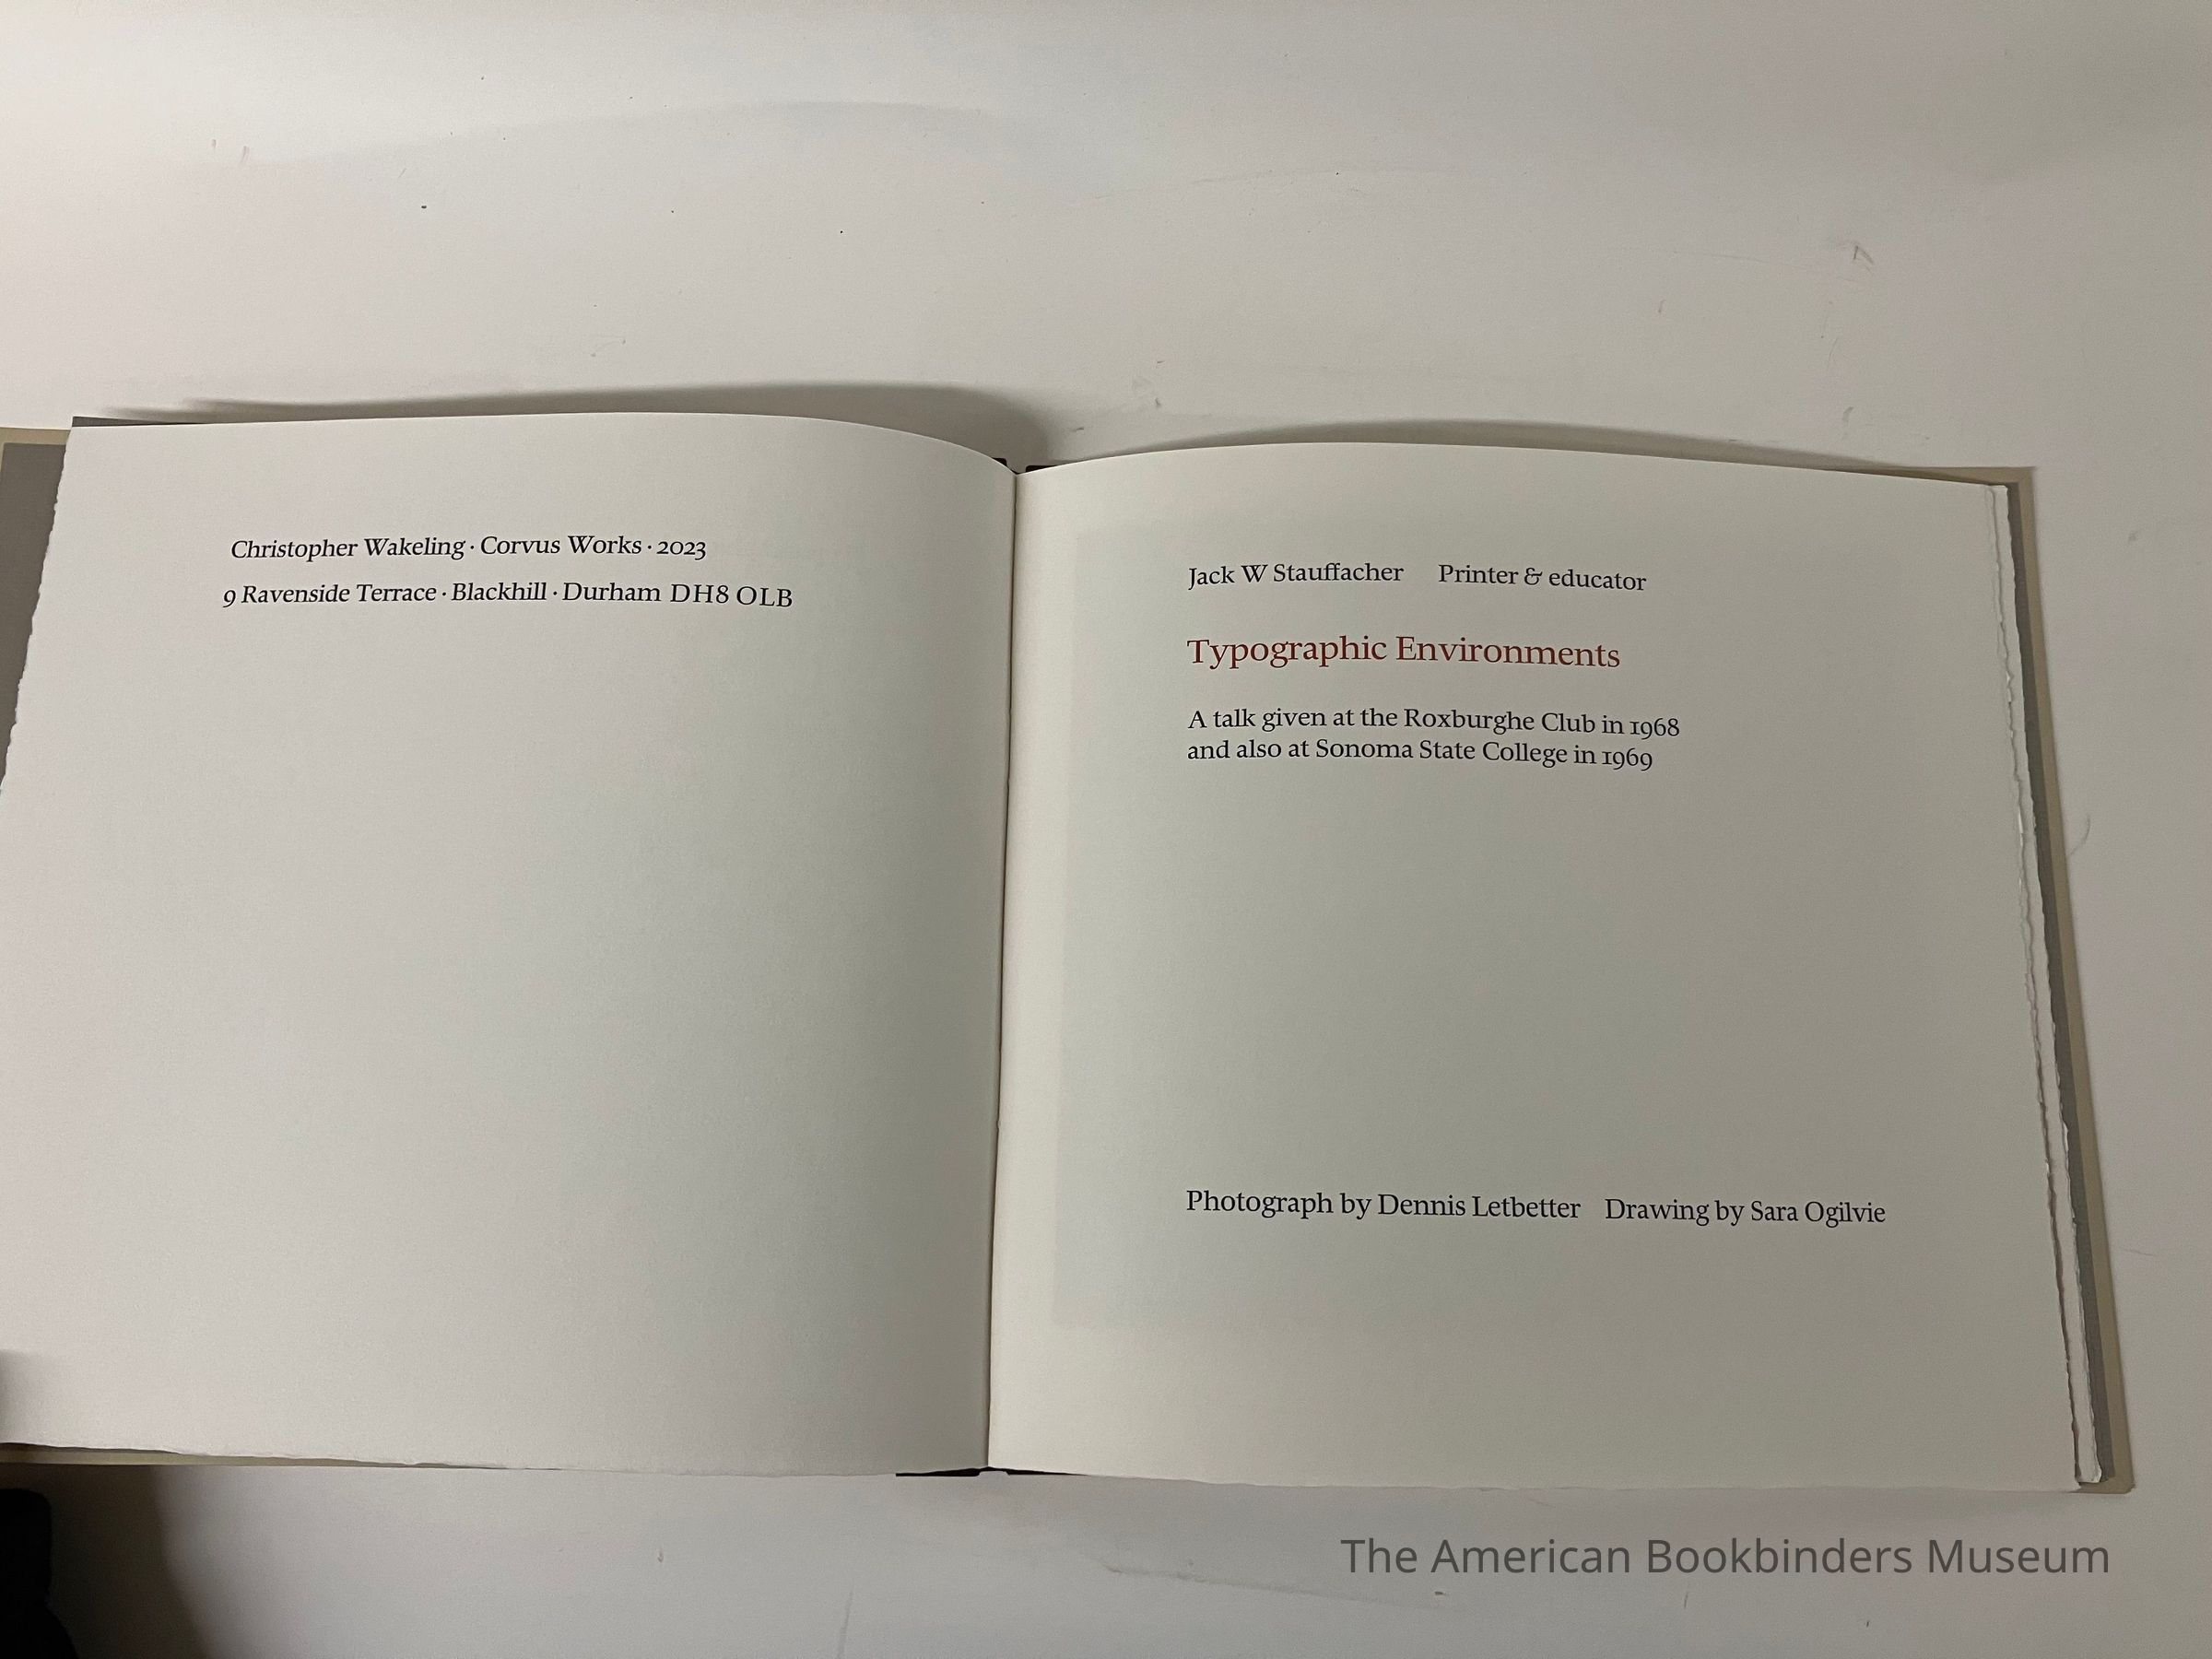 Christopher Wakeling · Corvus Works · 2023
9 Ravenside Terrace · Blackhill · Durham DH8 OLB
Jack W Stauffacher Printer & educator
Typographic Environments
A talk given at the Roxburghe Club in 1968
and also at Sonoma State College in 1969
Photograph by Dennis Letbetter Drawing by Sara Ogilvie
The American Bookbinders Museum